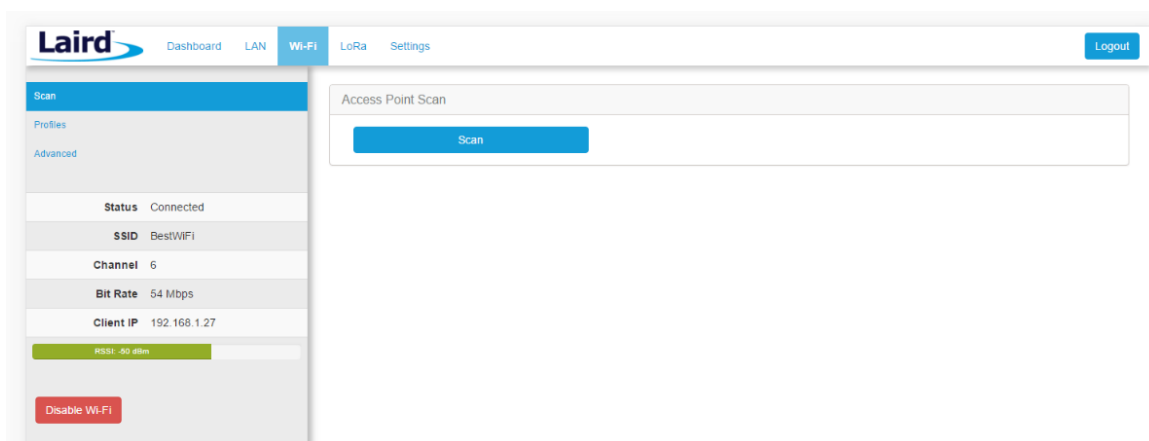 Laird™ Dashboard LAN Wi-Fi LoRa Settings Logout
Scan
Profiles
Advanced
Status Connected
SSID BestWiFi
Channel 6
Bit Rate 54 Mbps
Client IP 192.168.1.27
RSSI: -50 dBm
Disable Wi-Fi
Access Point Scan
Scan